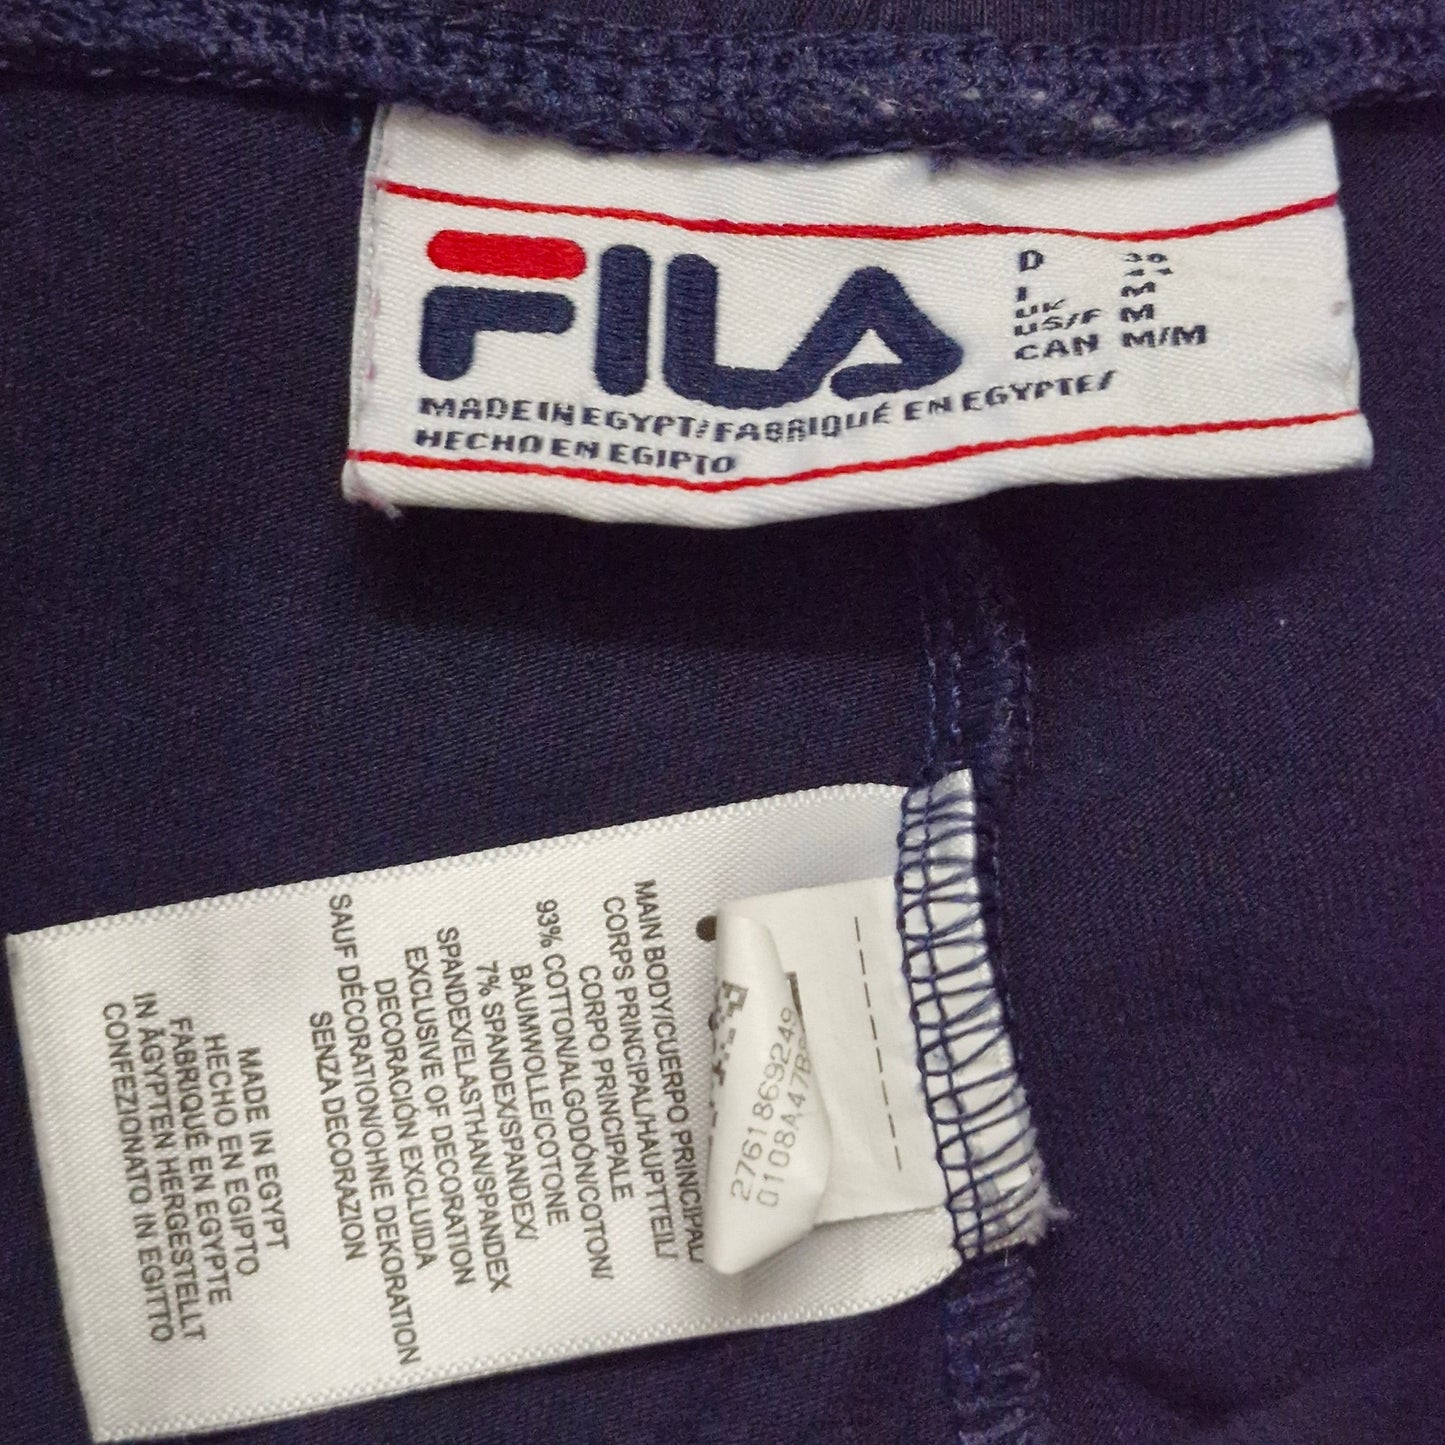 FILA
D
I M
UK M
US/F M
CAN M/M
MADE IN EGYPT/FABRIQUÉ EN EGYPTE/
HECHO EN EGIPTO
MAIN BODY/CUERPO PRINCIPAL/
CORPS PRINCIPAL/HAUPTTEIL/
CORPO PRINCIPALE
93% COTTON/ALGODÓN/COTON/
BAUMWOLLE/COTONE
7% SPANDEX/SPANDEX/
SPANDEX/ELASTHAN/SPANDEX
EXCLUSIVE OF DECORATION
DECORACIÓN EXCLUIDA
SAUF DÉCORATION/OHNE DEKORATION
SENZA DECORAZION
MADE IN EGYPT
HECHO EN EGIPTO
FABRIQUÉ EN EGYPTE
IN ÄGYPTEN HERGESTELLT
CONFEZIONATO IN EGITTO
2761869249
0108A47B